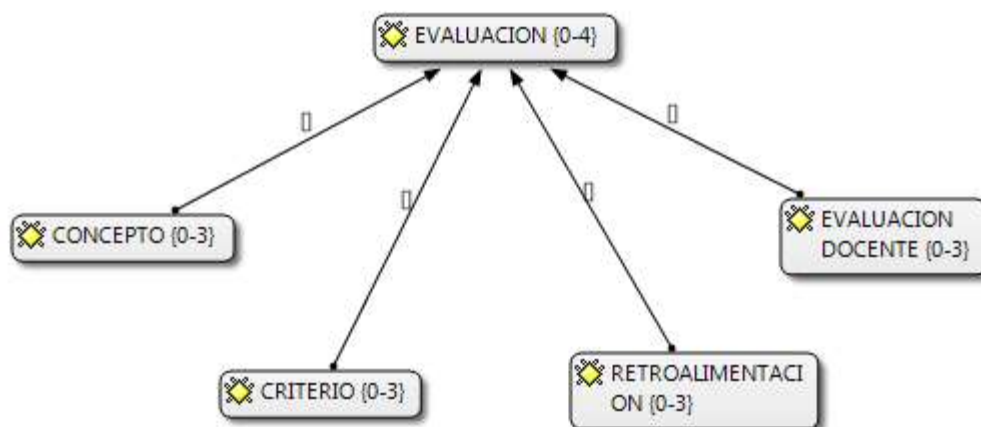 EVALUACION {0-4}
[]
[]
[]
[]
CONCEPTO {0-3}
EVALUACION
DOCENTE {0-3}
CRITERIO {0-3}
RETROALIMENTACI
ON {0-3}